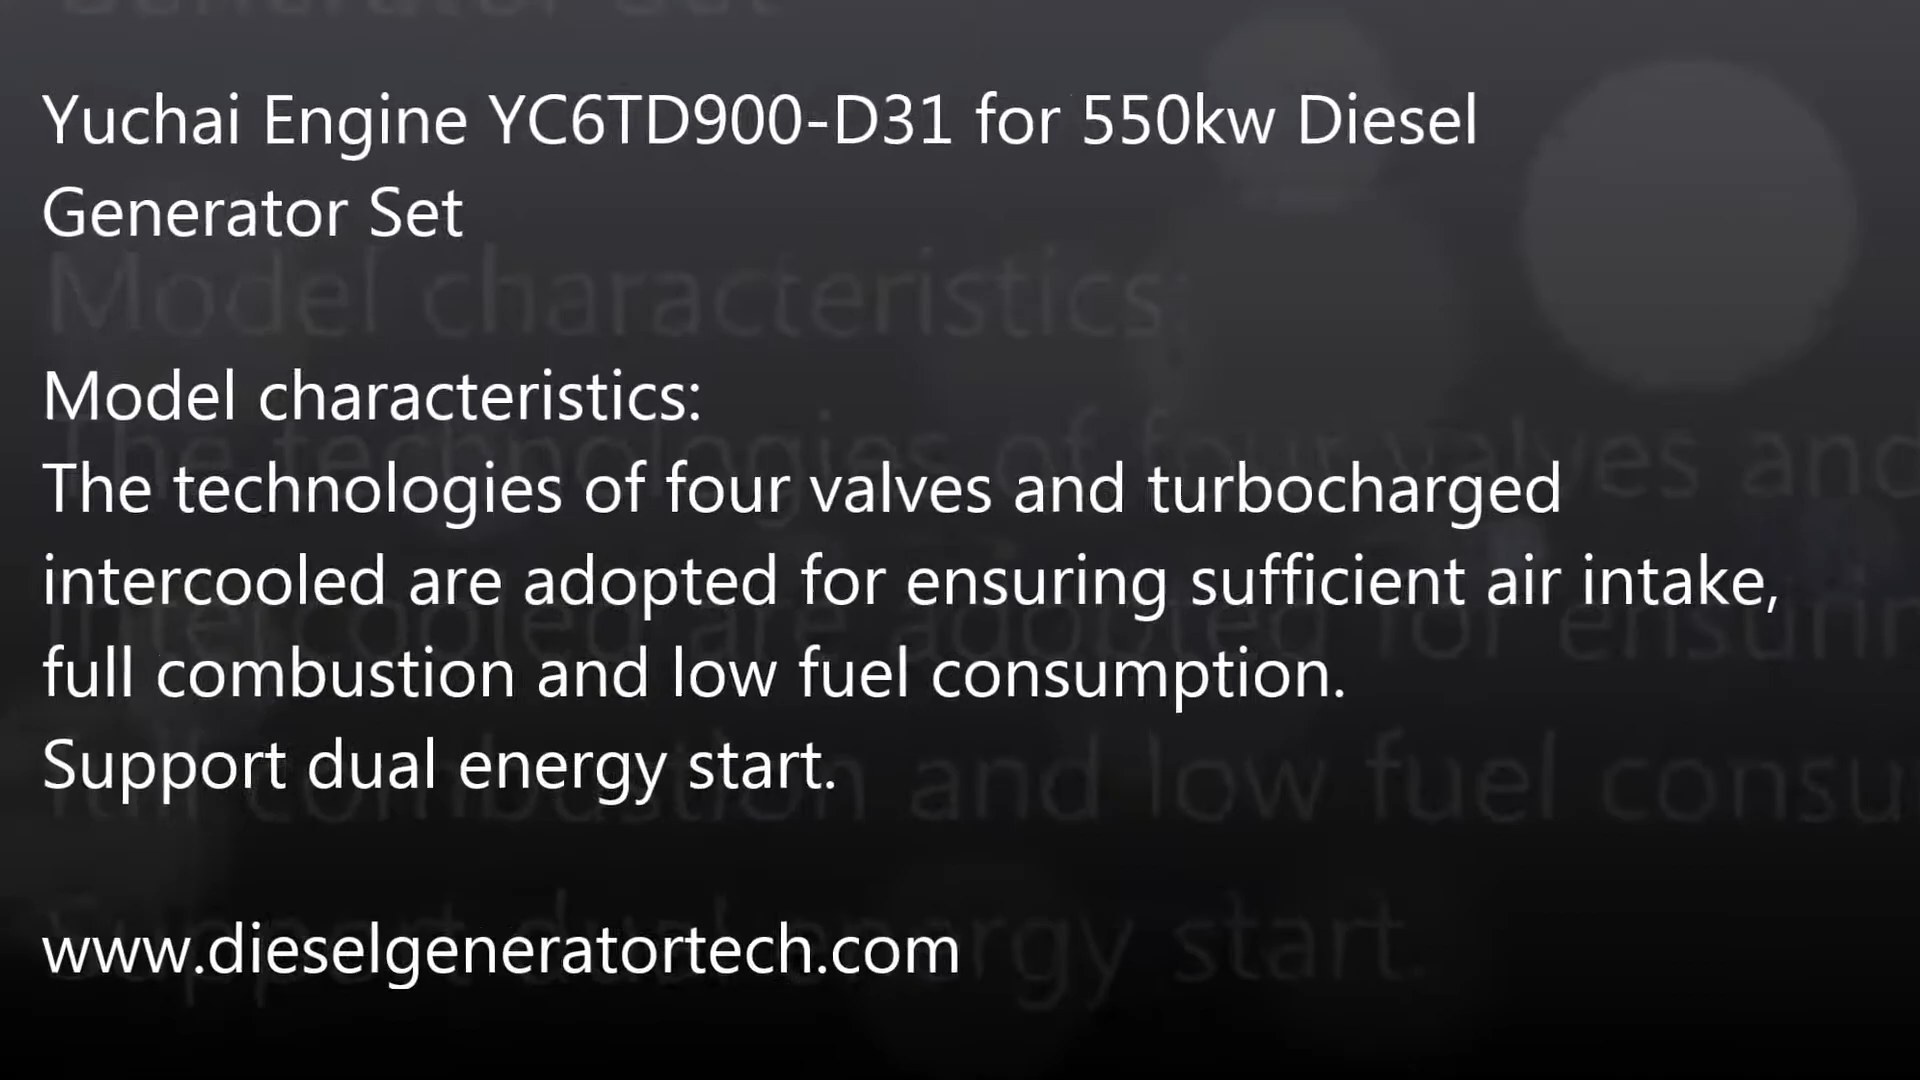 Yuchai Engine YC6TD900-D31 for 550kw Diesel
Generator Set
Model characteristics:
The technologies of four valves and turbocharged
intercooled are adopted for ensuring sufficient air intake,
full combustion and low fuel consumption.
Support dual energy start.
www.dieselgeneratortech.com